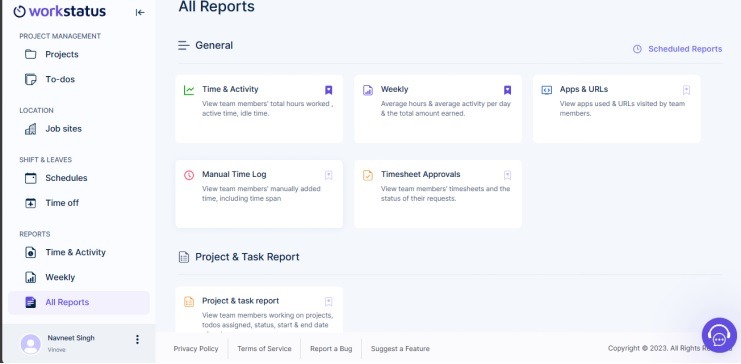 workstatus
PROJECT MANAGEMENT
Projects
To-dos
LOCATION
Job sites
SHIFT & LEAVES
Schedules
Time off
REPORTS
Time & Activity
Weekly
All Reports
Navneet Singh
Vinove
All Reports
General
Scheduled Reports
Time & Activity
View team members' total hours worked ,
active time, idle time.
Weekly
Average hours & average activity per day
& the total amount earned.
Apps & URLs
View apps used & URLs visited by team
members.
Manual Time Log
View team members' manually added
time, including time span
Timesheet Approvals
View team members' timesheets and the
status of their requests.
Project & Task Report
Project & task report
View team members working on projects,
todos assigned, status, start & end date
Privacy Policy
Terms of Service
Report a Bug
Suggest a Feature
Copyright © 2023. All Rights